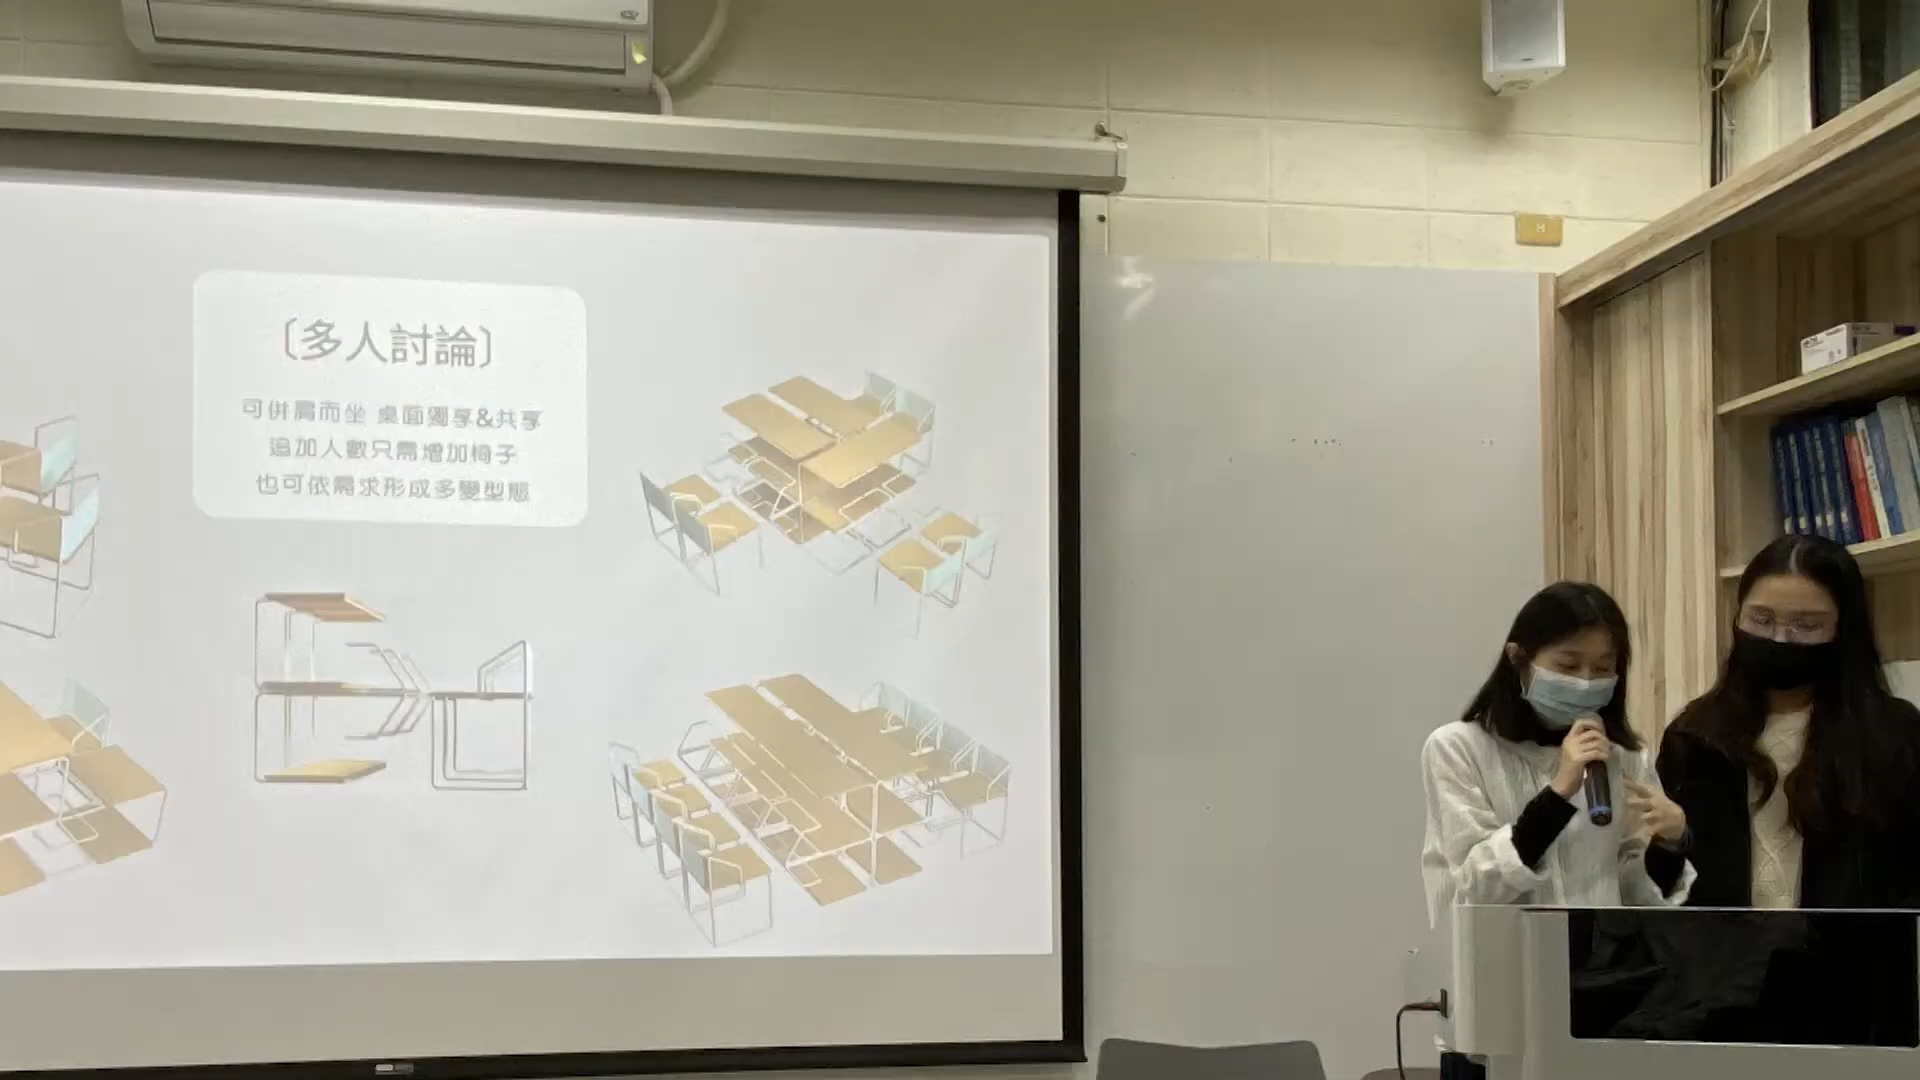 〔多人討論〕
可併肩而坐 桌面獨享&共享
追加人數只需增加椅子
也可依需求形成多變型態
H